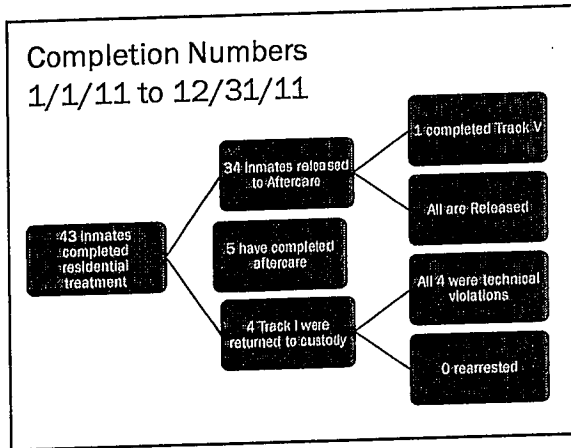 Completion Numbers
1/1/11 to 12/31/11
43 inmates
completed
residential
treatment
34 Inmates released
to Aftercare
5 have completed
aftercare
4 Track I were
returned to custody
1 completed Track V
All are Released
All 4 were technical
violations
0 rearrested